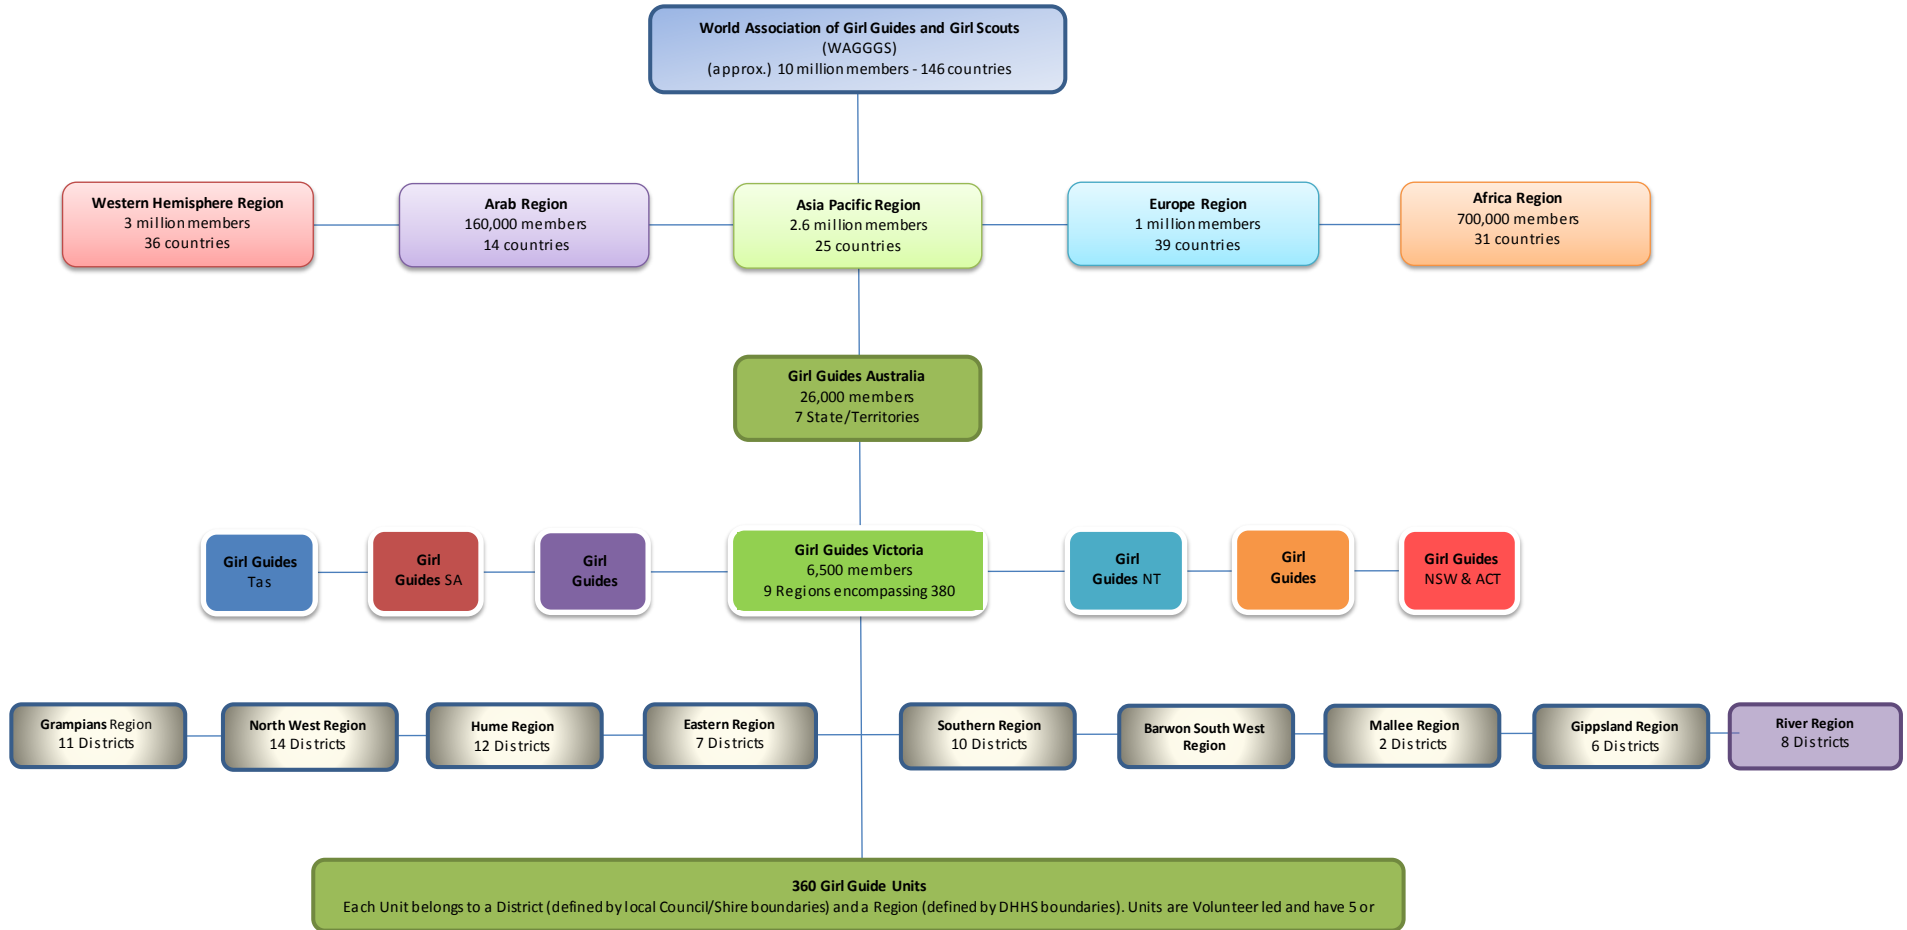 World Association of Girl Guides and Girl Scouts
(WAGGGS)
(approx.) 10 million members - 146 countries
Western Hemisphere Region
3 million members
36 countries
Arab Region
160,000 members
14 countries
Asia Pacific Region
2.6 million members
25 countries
Europe Region
1 million members
39 countries
Africa Region
700,000 members
31 countries
Girl Guides Australia
26,000 members
7 State/Territories
Girl Guides
Tas
Girl
Guides SA
Girl
Guides
Girl Guides Victoria
6,500 members
9 Regions encompassing 380
Girl
Guides NT
Girl
Guides
Girl Guides
NSW & ACT
Grampians Region
11 Districts
North West Region
14 Districts
Hume Region
12 Districts
Eastern Region
7 Districts
Southern Region
10 Districts
Barwon South West
Region
Mallee Region
2 Districts
Gippsland Region
6 Districts
River Region
8 Districts
360 Girl Guide Units
Each Unit belongs to a District (defined by local Council/Shire boundaries) and a Region (defined by DHHS boundaries). Units are Volunteer led and have 5 or